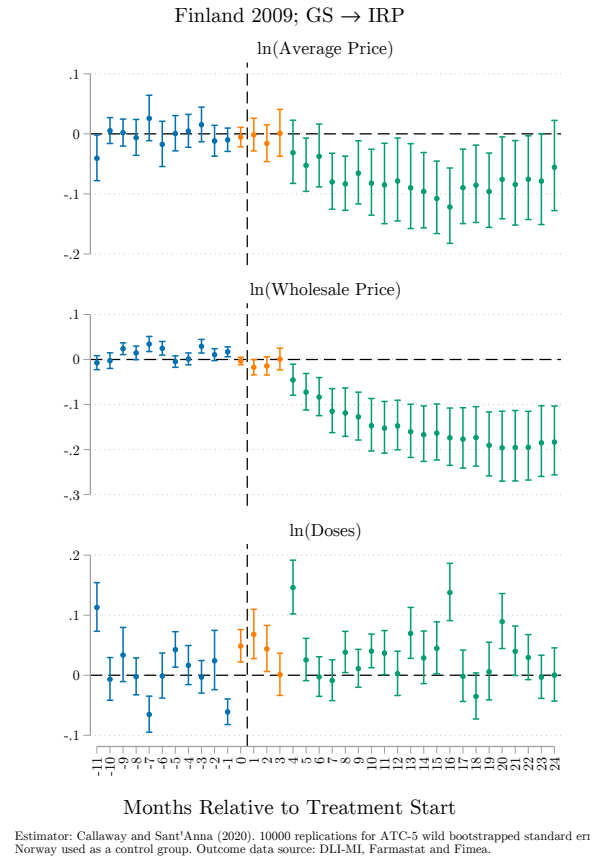 Finland 2009; GS → IRP
ln(Average Price)
.1
0
-.1
-.2
ln(Wholesale Price)
.1
0
-.1
-.2
-.3
ln(Doses)
.2
.1
0
-.1
-11 -10 -9 -8 -7 -6 -5 -4 -3 -2 -1 0 1 2 3 4 5 6 7 8 9 10 11 12 13 14 15 16 17 18 19 20 21 22 23 24
Months Relative to Treatment Start
Estimator: Callaway and Sant'Anna (2020). 10000 replications for ATC-5 wild bootstrapped standard err
Norway used as a control group. Outcome data source: DLI-MI, Farmastat and Fimea.